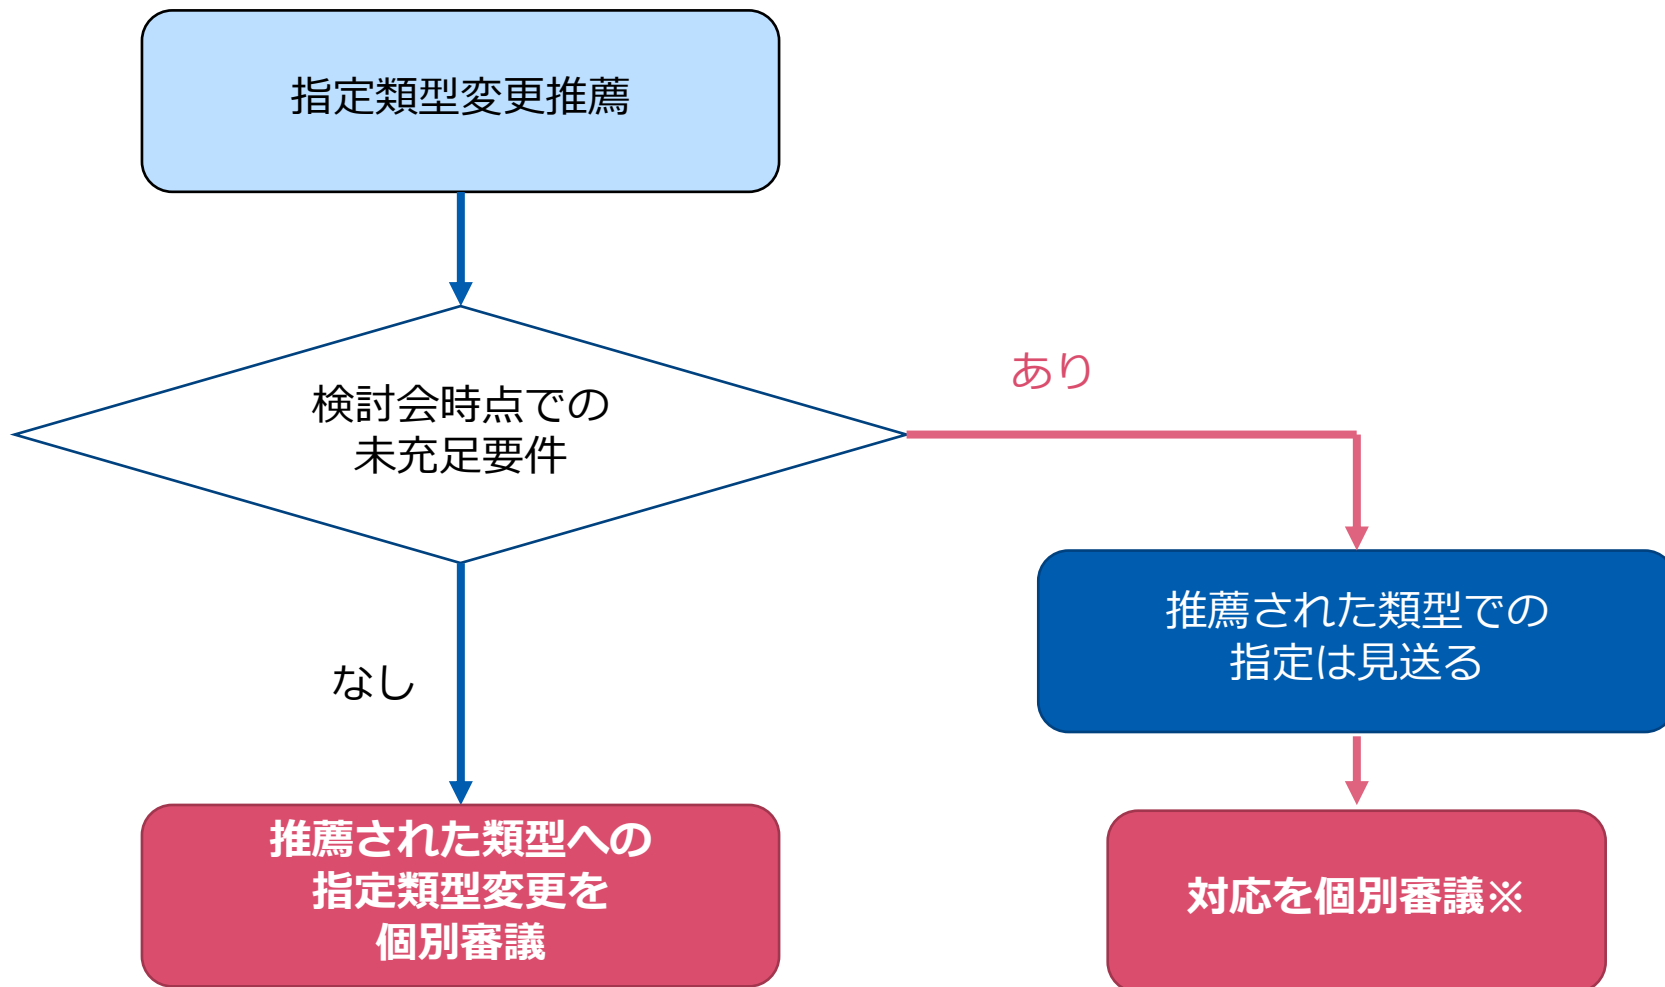 指定類型変更推薦
検討会時点での
未充足要件
あり
なし
推薦された類型での
指定は見送る
推薦された類型への
指定類型変更を
個別審議
対応を個別審議※